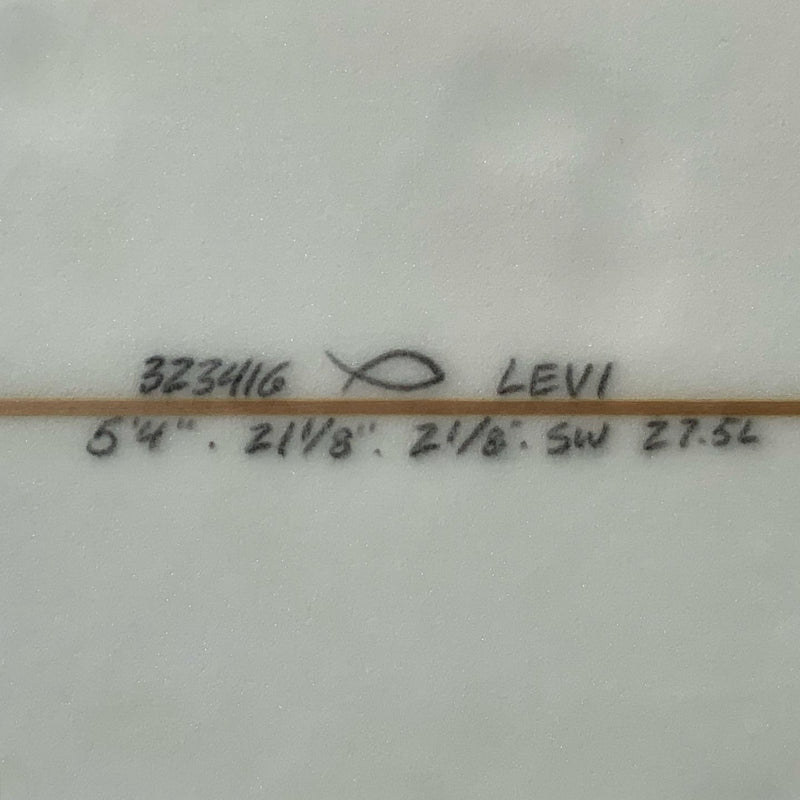 323416 LEVI
5'4" . 21 1/8" . 2 1/8" . SW 27.5L